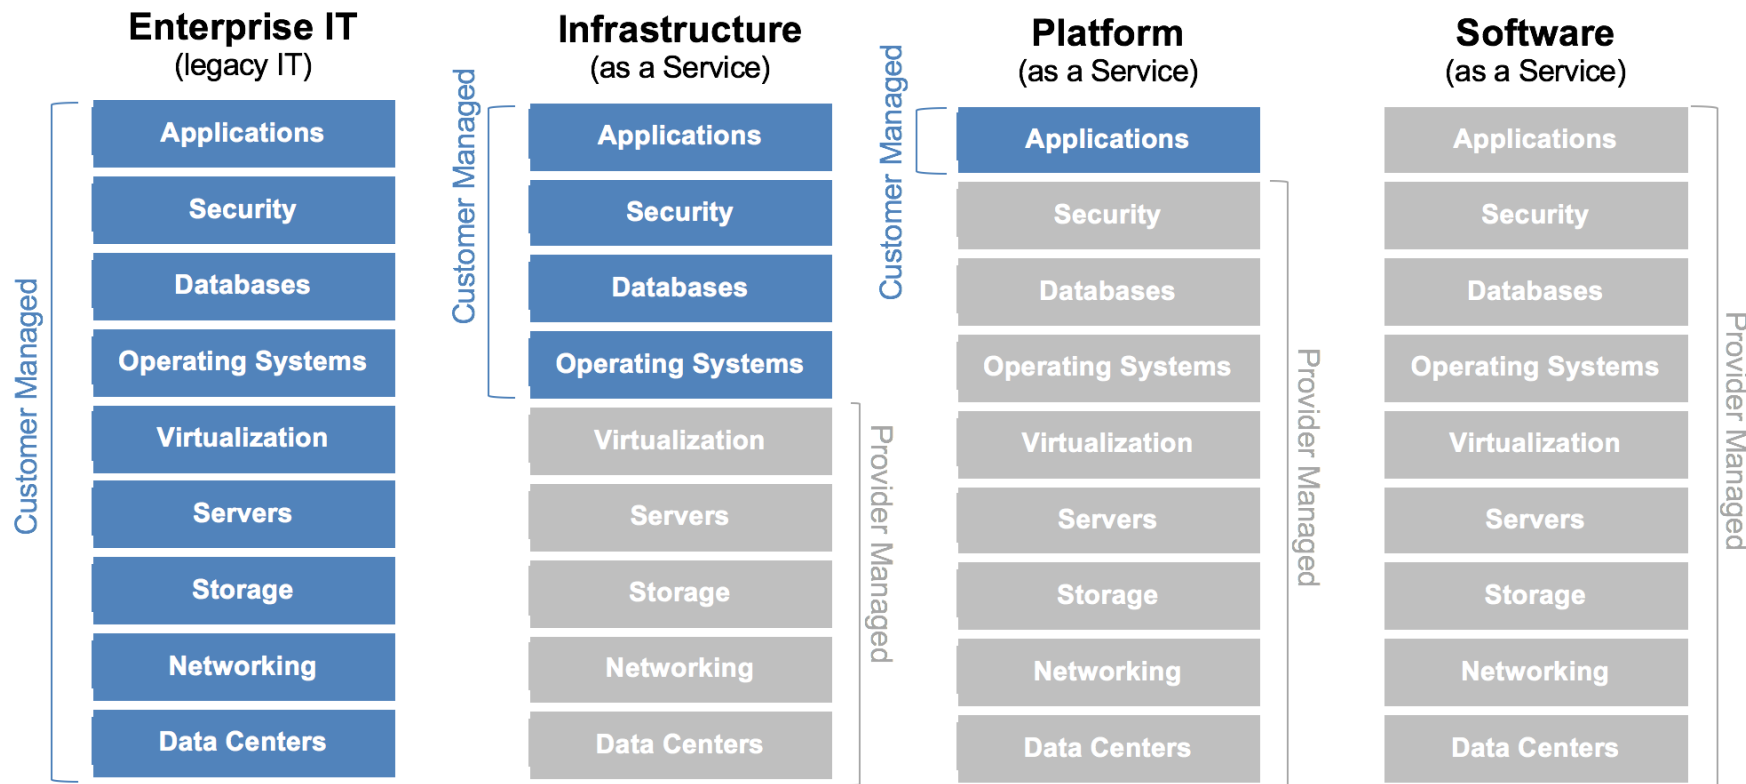 Enterprise IT
(legacy IT)
Customer Managed
Applications
Security
Databases
Operating Systems
Virtualization
Servers
Storage
Networking
Data Centers
Infrastructure
(as a Service)
Customer Managed
Applications
Security
Databases
Operating Systems
Virtualization
Servers
Storage
Networking
Data Centers
Provider Managed
Platform
(as a Service)
Customer Managed
Applications
Security
Databases
Operating Systems
Virtualization
Servers
Storage
Networking
Data Centers
Provider Managed
Software
(as a Service)
Applications
Security
Databases
Operating Systems
Virtualization
Servers
Storage
Networking
Data Centers
Provider Managed